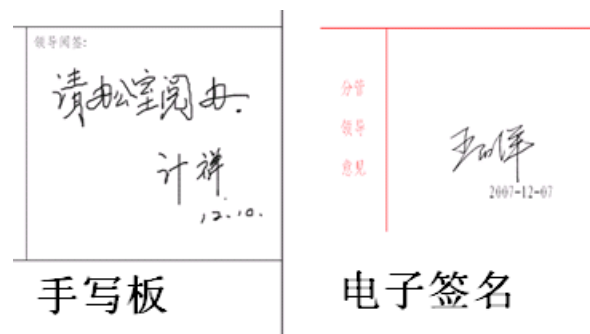 领导阅签:
请办公室阅办.
计祥
12.10.
手写板
分管
领导
意见
2007-12-07
电子签名